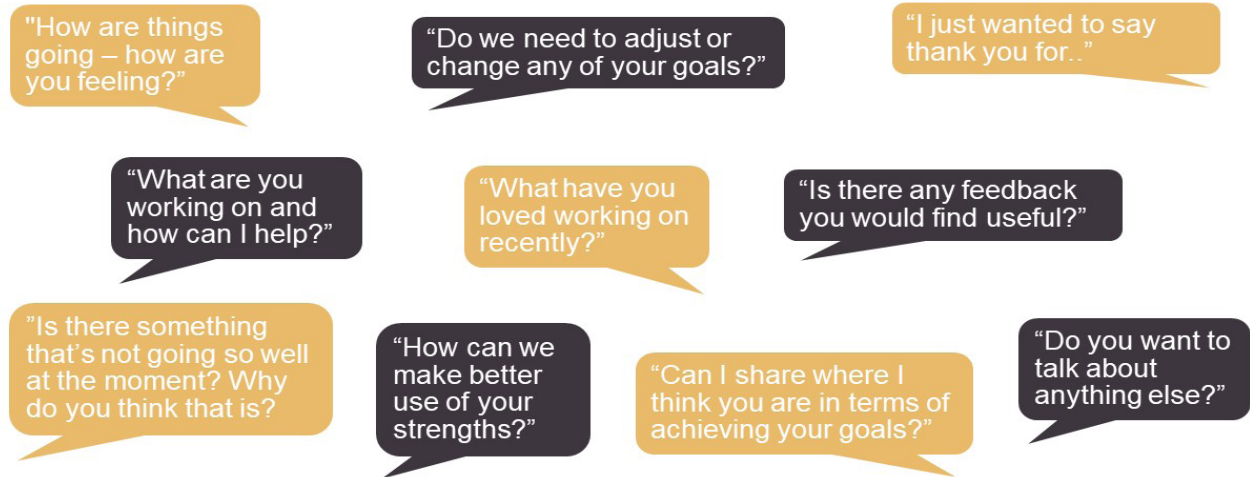 "How are things
going – how are
you feeling?”
“Do we need to adjust or
change any of your goals?”
“I just wanted to say
thank you for..”
“What are you
working on and
how can I help?”
“What have you
loved working on
recently?”
“Is there any feedback
you would find useful?”
”Is there something
that’s not going so well
at the moment? Why
do you think that is?
“How can we
make better
use of your
strengths?”
“Can I share where I
think you are in terms of
achieving your goals?”
“Do you want to
talk about
anything else?”